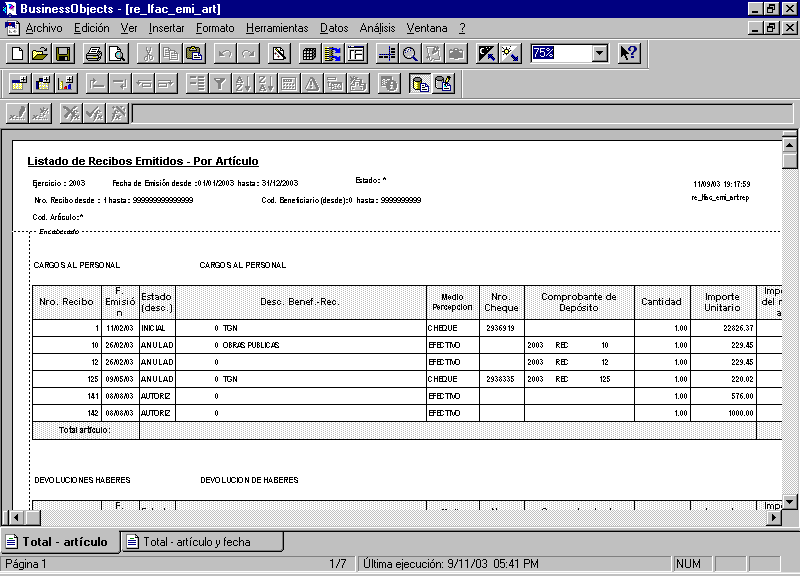 BusinessObjects - [re_lfac_emi_art]
Archivo Edición Ver Insertar Formato Herramientas Datos Análisis Ventana ?
75%
Listado de Recibos Emitidos - Por Artículo
Ejercicio : 2003 Fecha de Emisión desde :01/01/2003 hasta: 31/12/2003 Estado: * 11/09/03 19:17:59
Nro. Recibo desde : 1 hasta: 999999999999999 Cod. Beneficiario (desde):0 hasta: 9999999999 re_lfac_emi_art.rep
Cod. Artículo:*
Encabezado
CARGOS AL PERSONAL CARGOS AL PERSONAL
Nro. Recibo F. Emisión Estado (desc.) Desc. Benef.-Rec. Medio Percepcion Nro. Cheque Comprobante de Depósito Cantidad Importe Unitario Impo del n a
1 11/02/03 INICIAL 0 TGN CHEQUE 2936919 1.00 22826.37
10 26/02/03 ANULAD 0 OBRAS PUBLICAS EFECTIVO 2003 REC 10 1.00 229.45
12 26/02/03 ANULAD 0 EFECTIVO 2003 REC 12 1.00 229.45
125 09/05/03 ANULAD 0 TGN CHEQUE 2938335 2003 REC 125 1.00 220.02
141 08/08/03 AUTORIZ 0 EFECTIVO 1.00 576.00
142 08/08/03 AUTORIZ 0 EFECTIVO 1.00 1000.00
Total artículo:
DEVOLUCIONES HABERES DEVOLUCION DE HABERES
Total - artículo Total - artículo y fecha
Página 1 1/7 Última ejecución: 9/11/03 05:41 PM NUM